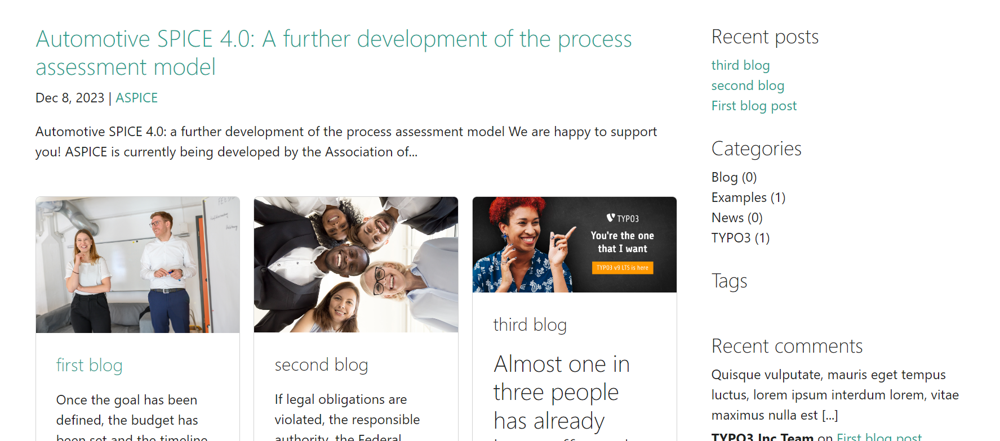 Automotive SPICE 4.0: A further development of the process
assessment model
Dec 8, 2023 | ASPICE
Automotive SPICE 4.0: a further development of the process assessment model We are happy to support
you! ASPICE is currently being developed by the Association of...
first blog
Once the goal has been
defined, the budget has
been set and the timeline
second blog
If legal obligations are
violated, the responsible
authority, the Federal
TYPO3
You're the one
that I want
TYPO3 v9 LTS is here
third blog
Almost one in
three people
has already
Recent posts
third blog
second blog
First blog post
Categories
Blog (0)
Examples (1)
News (0)
TYPO3 (1)
Tags
Recent comments
Quisque vulputate, mauris eget tempus
luctus, lorem ipsum interdum lorem, vitae
maximus nulla est [...]
TYPO3 Inc Team on First blog post